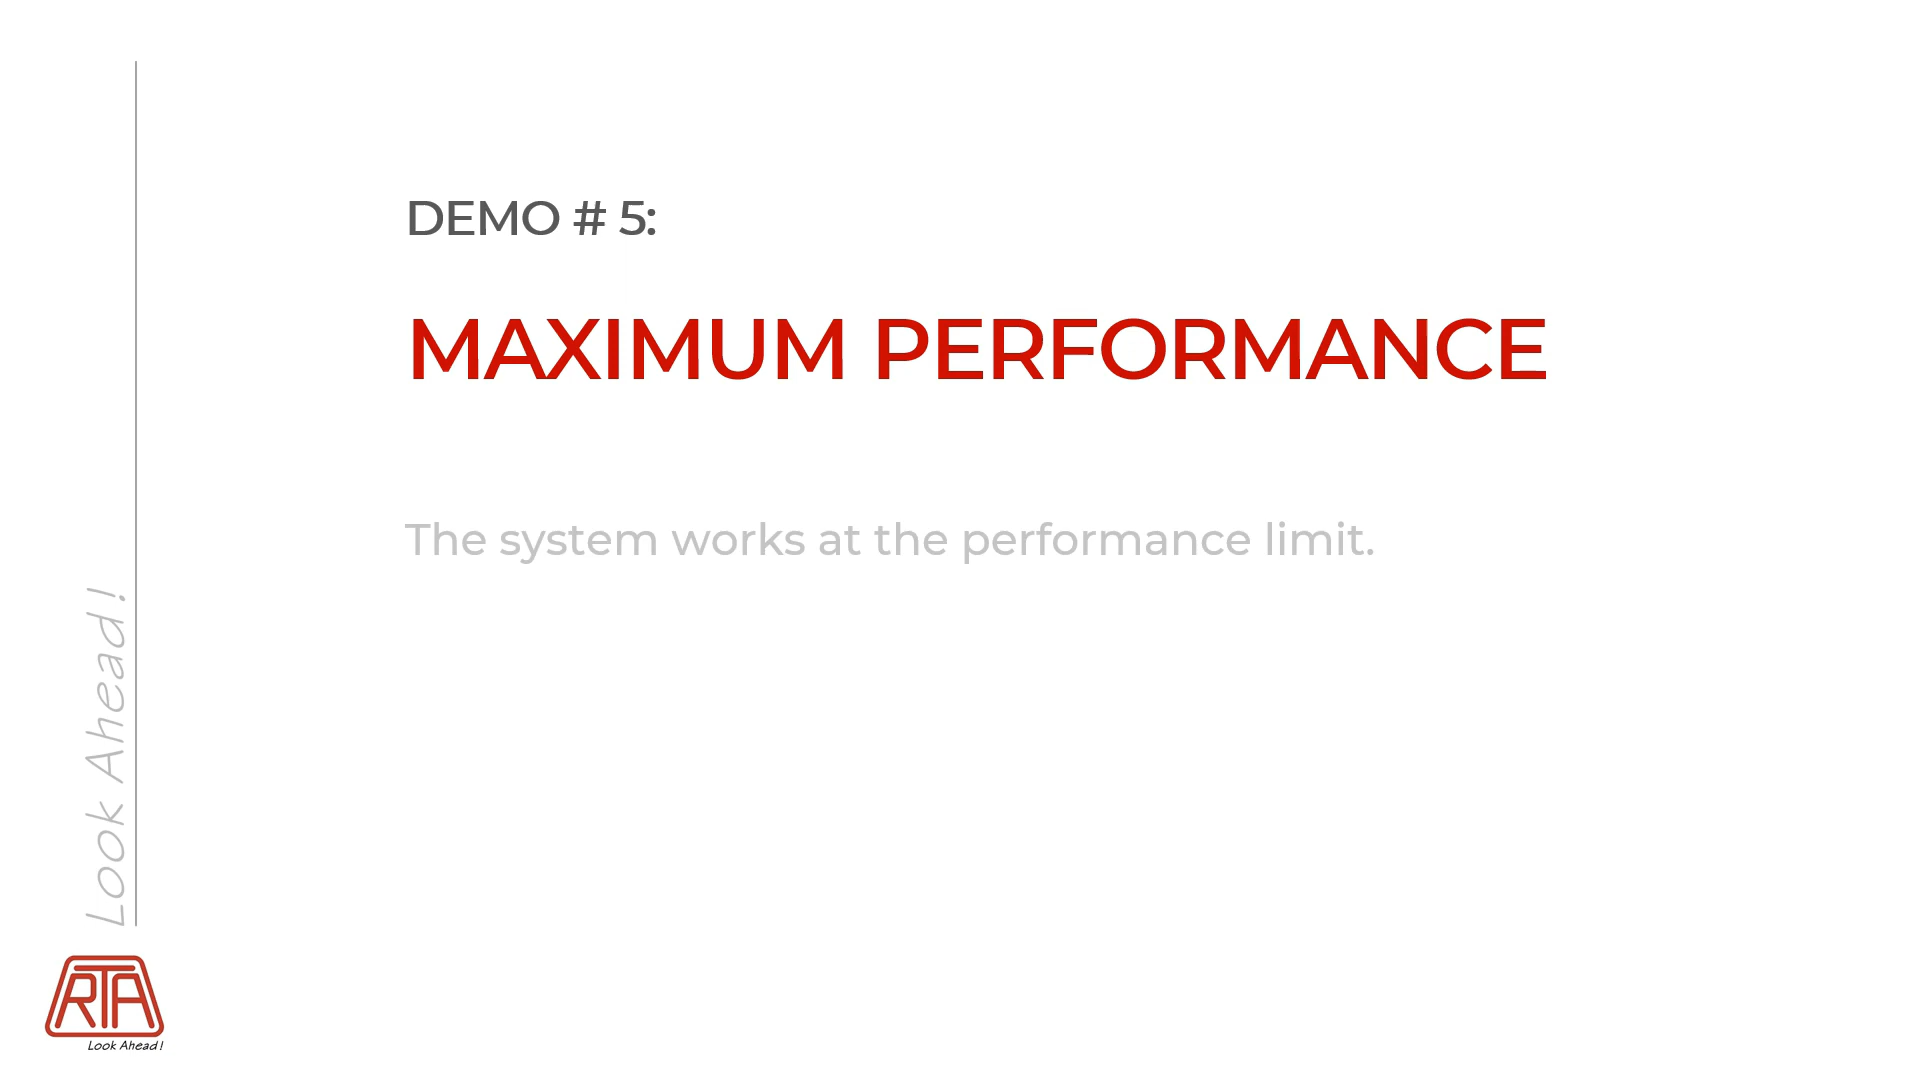 DEMO # 5:
MAXIMUM PERFORMANCE
The system works at the performance limit.
Look Ahead!
RTA
Look Ahead!